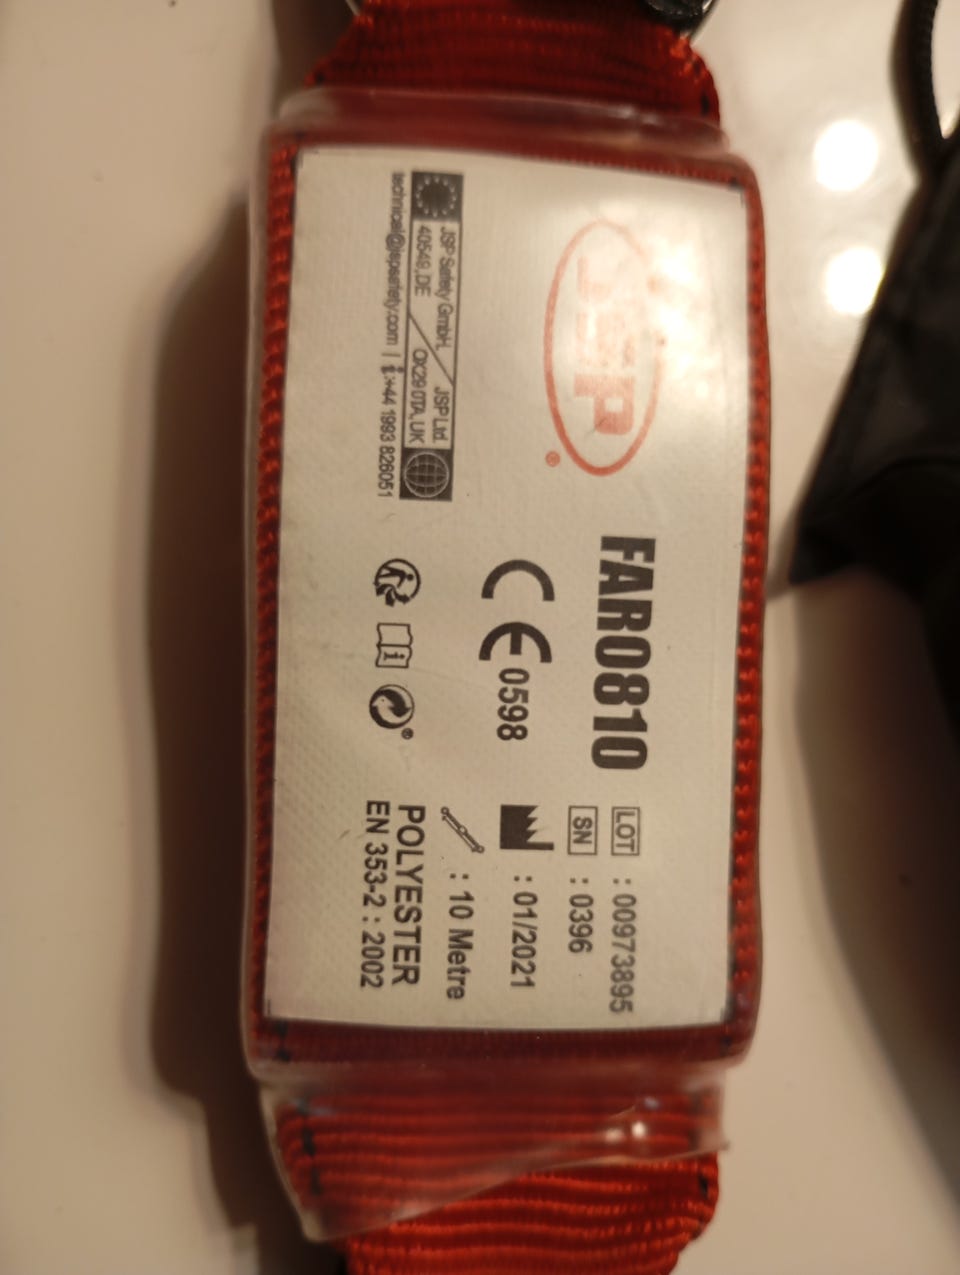 JSP®
JSP Safety GmbH. / JSP Ltd.
40549, DE / OX29 0TA, UK
technical@jspsafety.com | t:+44 1993 826051
FAR0810
CE 0598
LOT : 00973895
SN : 0396
: 01/2021
: 10 Metre
POLYESTER
EN 353-2 : 2002